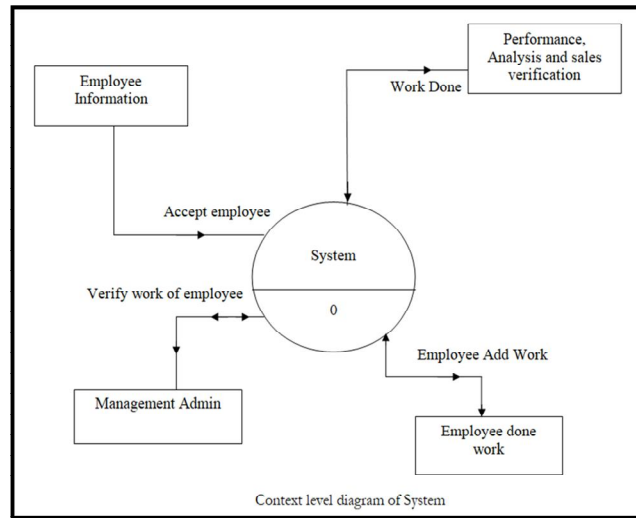 Performance,
Analysis and sales
verification
Employee
Information
Work Done
Accept employee
System
Verify work of employee
0
Employee Add Work
Management Admin
Employee done
work
Context level diagram of System